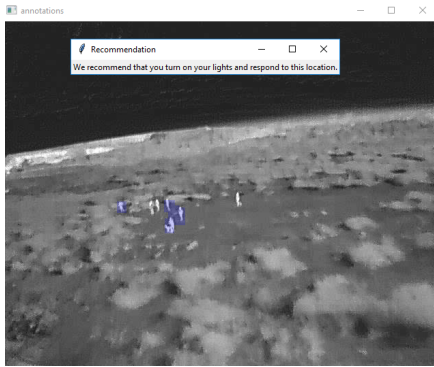 annotations
Recommendation
We recommend that you turn on your lights and respond to this location.